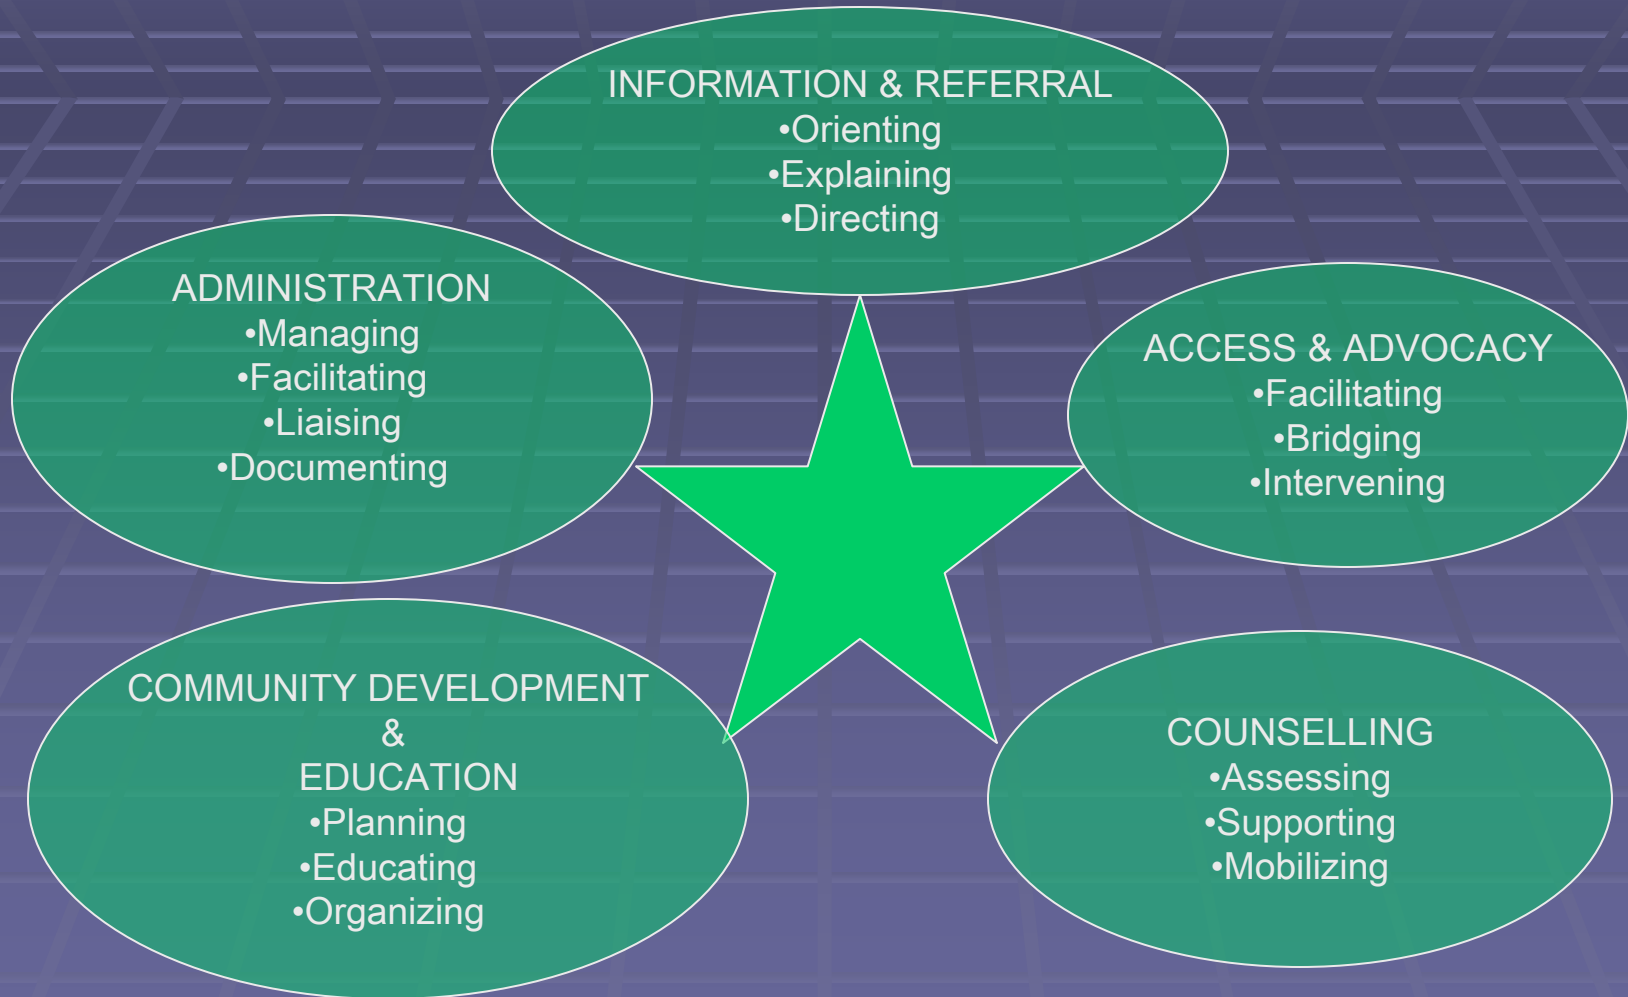 INFORMATION & REFERRAL
•Orienting
•Explaining
•Directing
ADMINISTRATION
•Managing
•Facilitating
•Liaising
•Documenting
ACCESS & ADVOCACY
•Facilitating
•Bridging
•Intervening
COMMUNITY DEVELOPMENT
&
EDUCATION
•Planning
•Educating
•Organizing
COUNSELLING
•Assessing
•Supporting
•Mobilizing